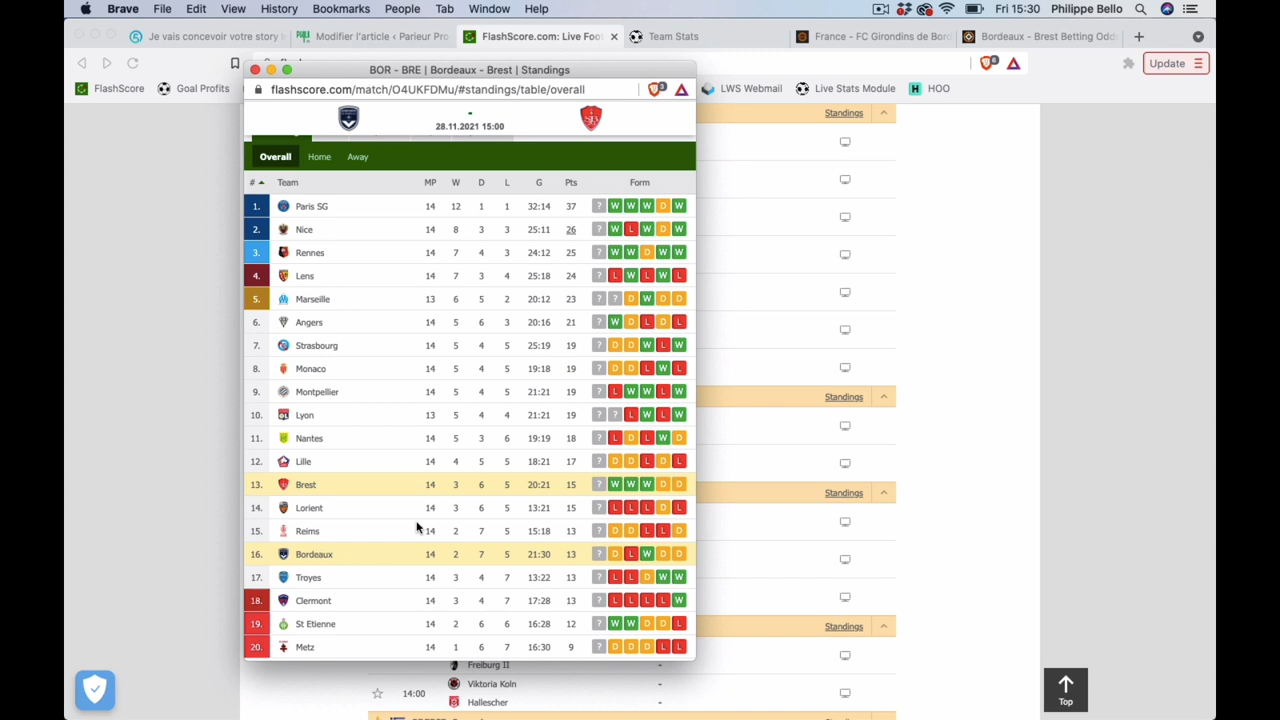 Brave File Edit View History Bookmarks People Tab Window Help Fri 15:30 Philippe Bello
Je vais concevoir votre story Modifier l'article ‹ Parieur Pro FlashScore.com: Live Foot Team Stats France - FC Girondins de Bord Bordeaux - Brest Betting Odds
BOR - BRE | Bordeaux - Brest | Standings
Update
FlashScore Goal Profits LWS Webmail Live Stats Module HOO
flashscore.com/match/O4UKFDMu/#standings/table/overall
-
28.11.2021 15:00
Standings
Overall Home Away
# Team MP W D L G Pts Form
1. Paris SG 14 12 1 1 32:14 37 ? W W W D W
2. Nice 14 8 3 3 25:11 26 ? W L W D W
3. Rennes 14 7 4 3 24:12 25 ? W W D W W
4. Lens 14 7 3 4 25:18 24 ? L W L W L
5. Marseille 13 6 5 2 20:12 23 ? ? D W D D
6. Angers 14 5 6 3 20:16 21 ? W D L D L
7. Strasbourg 14 5 4 5 25:19 19 ? D D W L W
8. Monaco 14 5 4 5 19:18 19 ? D D L W L
9. Montpellier 14 5 4 5 21:21 19 ? L W W L W
Standings
10. Lyon 13 5 4 4 21:21 19 ? ? L W L W
11. Nantes 14 5 3 6 19:19 18 ? L D L W D
12. Lille 14 4 5 5 18:21 17 ? D D L D L
13. Brest 14 3 6 5 20:21 15 ? W W W D D
Standings
14. Lorient 14 3 6 5 13:21 15 ? L L L D L
15. Reims 14 2 7 5 15:18 13 ? D D L L D
16. Bordeaux 14 2 7 5 21:30 13 ? D L W D D
17. Troyes 14 3 4 7 13:22 13 ? L L D W W
18. Clermont 14 3 4 7 17:28 13 ? L L L L W
19. St Etienne 14 2 6 6 16:28 12 ? W W D D L
Standings
20. Metz 14 1 6 7 16:30 9 ? D D D L L
Freiburg II -
14:00 Viktoria Koln -
Hallescher -
Top